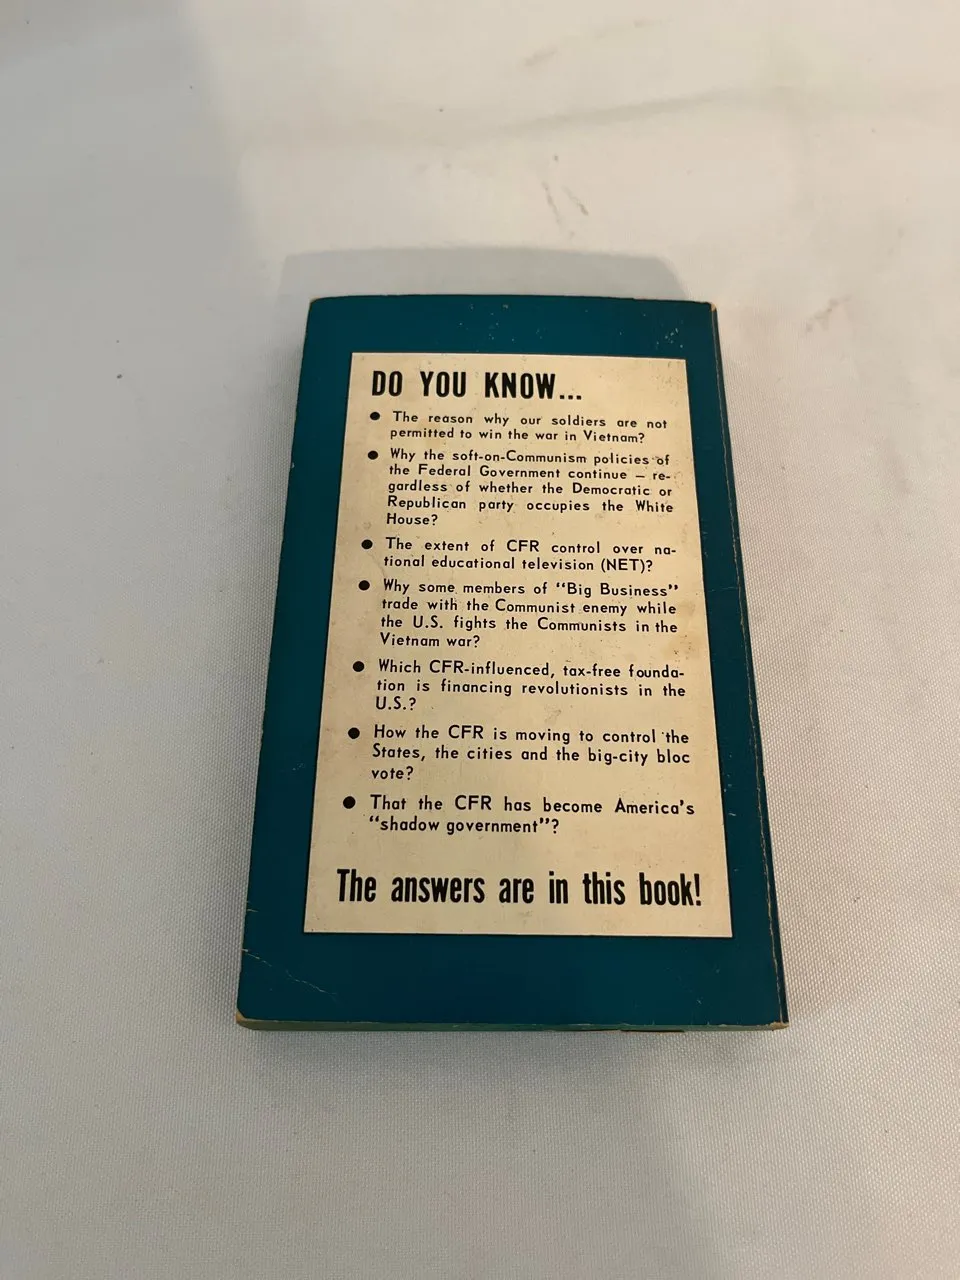 DO YOU KNOW...
● The reason why our soldiers are not
permitted to win the war in Vietnam?
● Why the soft-on-Communism policies of
the Federal Government continue — re-
gardless of whether the Democratic or
Republican party occupies the White
House?
● The extent of CFR control over na-
tional educational television (NET)?
● Why some members of "Big Business"
trade with the Communist enemy while
the U.S. fights the Communists in the
Vietnam war?
● Which CFR-influenced, tax-free founda-
tion is financing revolutionists in the
U.S.?
● How the CFR is moving to control the
States, the cities and the big-city bloc
vote?
● That the CFR has become America's
"shadow government"?
The answers are in this book!